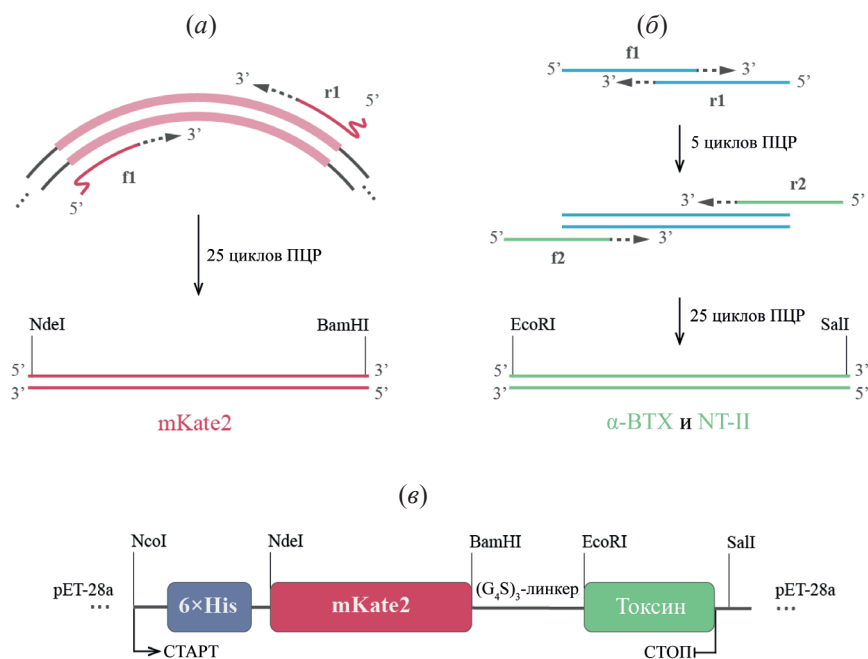 (а)
3’
r1
5’
3’
f1
5’
25 циклов ПЦР
NdeI
BamHI
5’
3’
3’
5’
mKate2
(б)
5’
f1
3’
3’
r1
5’
5 циклов ПЦР
r2
3’
5’
5’
f2
3’
25 циклов ПЦР
EcoRI
SalI
5’
3’
3’
5’
α-BTX и NT-II
(в)
NcoI
NdeI
BamHI
EcoRI
SalI
pET-28a
6×His
mKate2
(G₄S)₃-линкер
Токсин
pET-28a
СТАРТ
СТОП